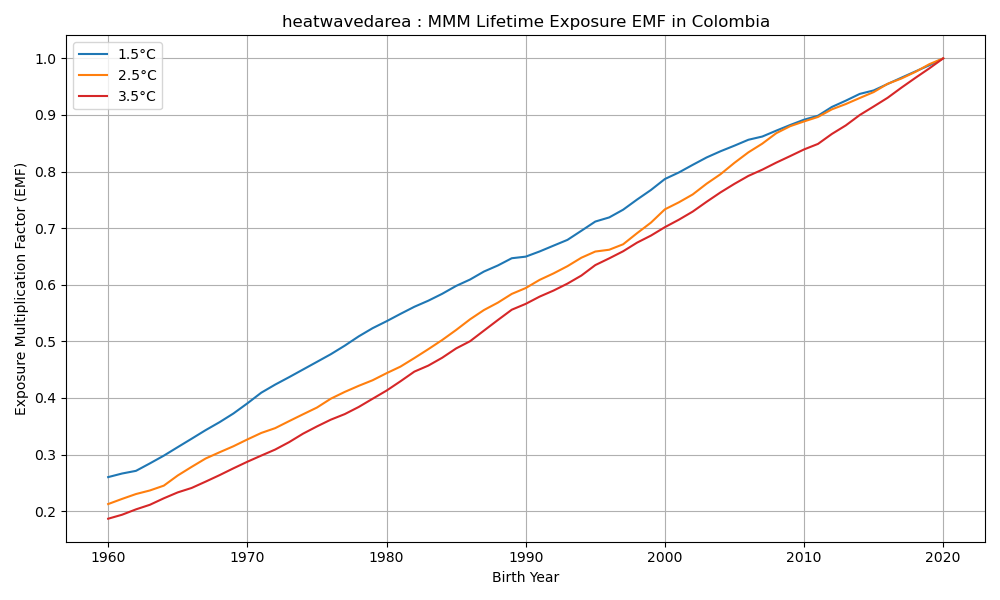 heatwavedarea : MMM Lifetime Exposure EMF in Colombia
1.5°C
2.5°C
3.5°C
Exposure Multiplication Factor (EMF)
1.0
0.9
0.8
0.7
0.6
0.5
0.4
0.3
0.2
1960 1970 1980 1990 2000 2010 2020
Birth Year